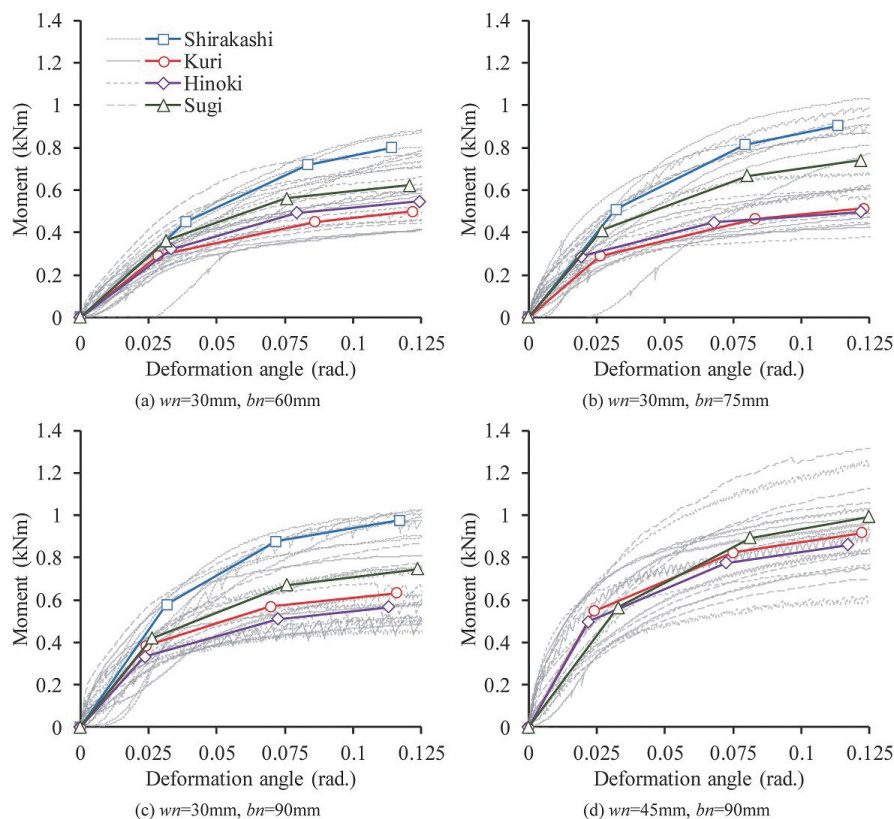 1.4
1.2
1
0.8
0.6
0.4
0.2
0
Moment (kNm)
Shirakashi
Kuri
Hinoki
Sugi
0 0.025 0.05 0.075 0.1 0.125
Deformation angle (rad.)
(a) wn=30mm, bn=60mm
1.4
1.2
1
0.8
0.6
0.4
0.2
0
Moment (kNm)
0 0.025 0.05 0.075 0.1 0.125
Deformation angle (rad.)
(b) wn=30mm, bn=75mm
1.4
1.2
1
0.8
0.6
0.4
0.2
0
Moment (kNm)
0 0.025 0.05 0.075 0.1 0.125
Deformation angle (rad.)
(c) wn=30mm, bn=90mm
1.4
1.2
1
0.8
0.6
0.4
0.2
0
Moment (kNm)
0 0.025 0.05 0.075 0.1 0.125
Deformation angle (rad.)
(d) wn=45mm, bn=90mm